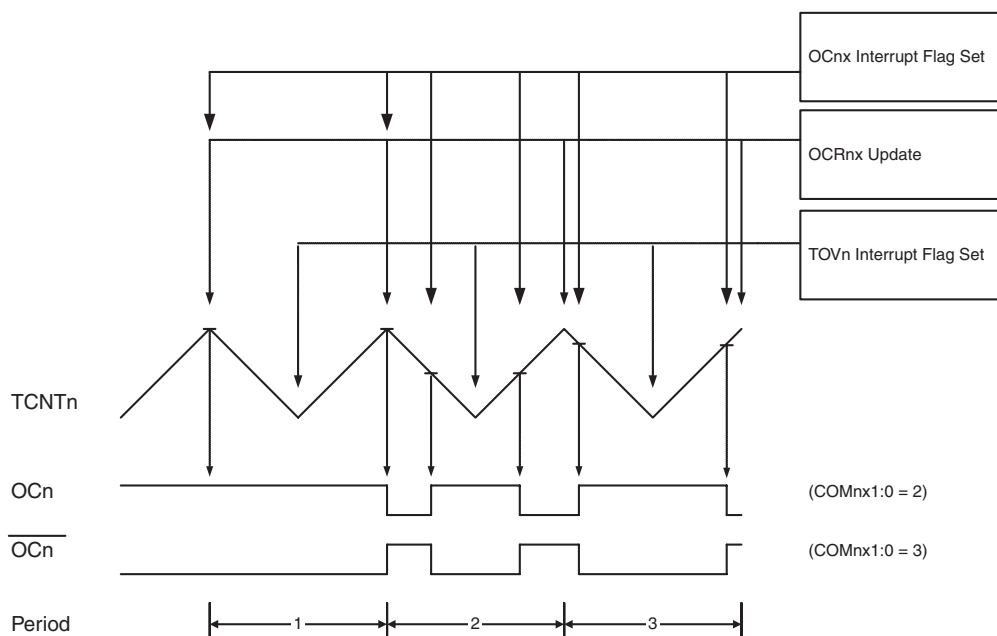 OCnx Interrupt Flag Set
OCRnx Update
TOVn Interrupt Flag Set
TCNTn
OCn (COMnx1:0 = 2)
OCn (COMnx1:0 = 3)
Period 1 2 3